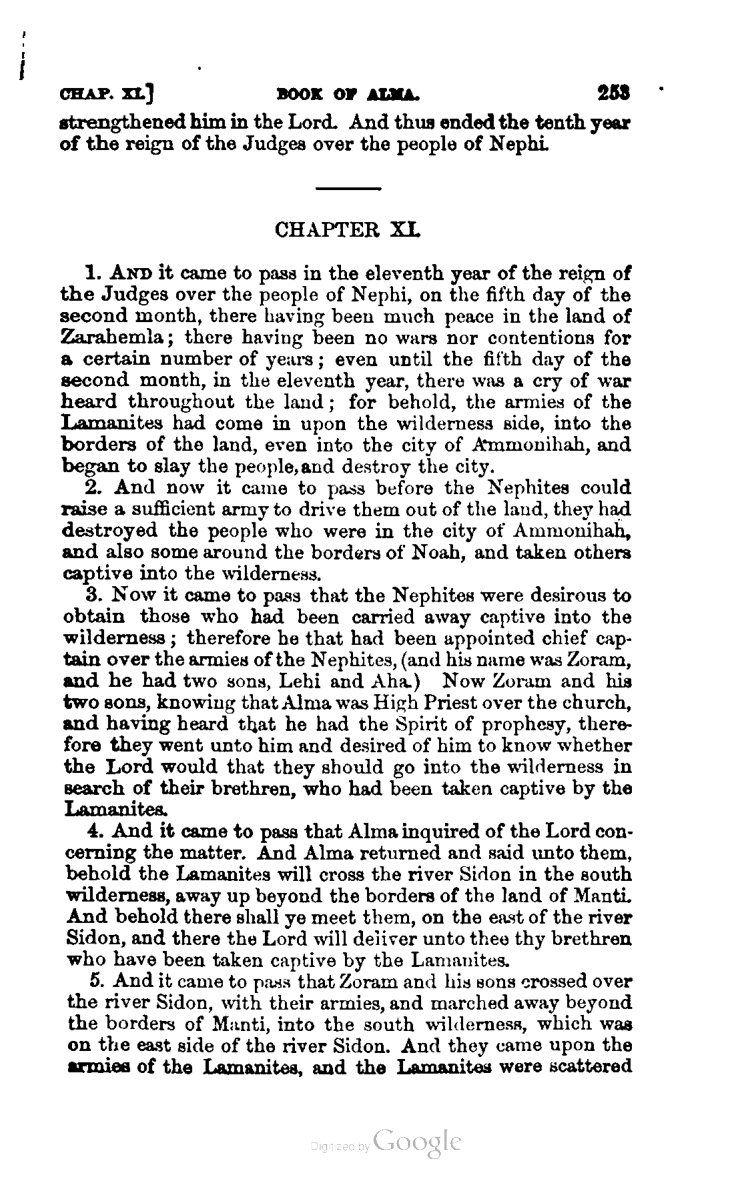 CHAP. XI.]
BOOK OF ALMA.
253
strengthened him in the Lord. And thus ended the tenth year
of the reign of the Judges over the people of Nephi.
CHAPTER XI.
1. AND it came to pass in the eleventh year of the reign of
the Judges over the people of Nephi, on the fifth day of the
second month, there having been much peace in the land of
Zarahemla; there having been no wars nor contentions for
a certain number of years; even until the fifth day of the
second month, in the eleventh year, there was a cry of war
heard throughout the land; for behold, the armies of the
Lamanites had come in upon the wilderness side, into the
borders of the land, even into the city of Ammonihah, and
began to slay the people, and destroy the city.
2. And now it came to pass before the Nephites could
raise a sufficient army to drive them out of the land, they had
destroyed the people who were in the city of Ammonihah,
and also some around the borders of Noah, and taken others
captive into the wilderness.
3. Now it came to pass that the Nephites were desirous to
obtain those who had been carried away captive into the
wilderness; therefore he that had been appointed chief cap-
tain over the armies of the Nephites, (and his name was Zoram,
and he had two sons, Lehi and Aha.) Now Zoram and his
two sons, knowing that Alma was High Priest over the church,
and having heard that he had the Spirit of prophesy, there-
fore they went unto him and desired of him to know whether
the Lord would that they should go into the wilderness in
search of their brethren, who had been taken captive by the
Lamanites.
4. And it came to pass that Alma inquired of the Lord con-
cerning the matter. And Alma returned and said unto them,
behold the Lamanites will cross the river Sidon in the south
wilderness, away up beyond the borders of the land of Manti.
And behold there shall ye meet them, on the east of the river
Sidon, and there the Lord will deliver unto thee thy brethren
who have been taken captive by the Lamanites.
5. And it came to pass that Zoram and his sons crossed over
the river Sidon, with their armies, and marched away beyond
the borders of Manti, into the south wilderness, which was
on the east side of the river Sidon. And they came upon the
armies of the Lamanites, and the Lamanites were scattered
Digitized by Google